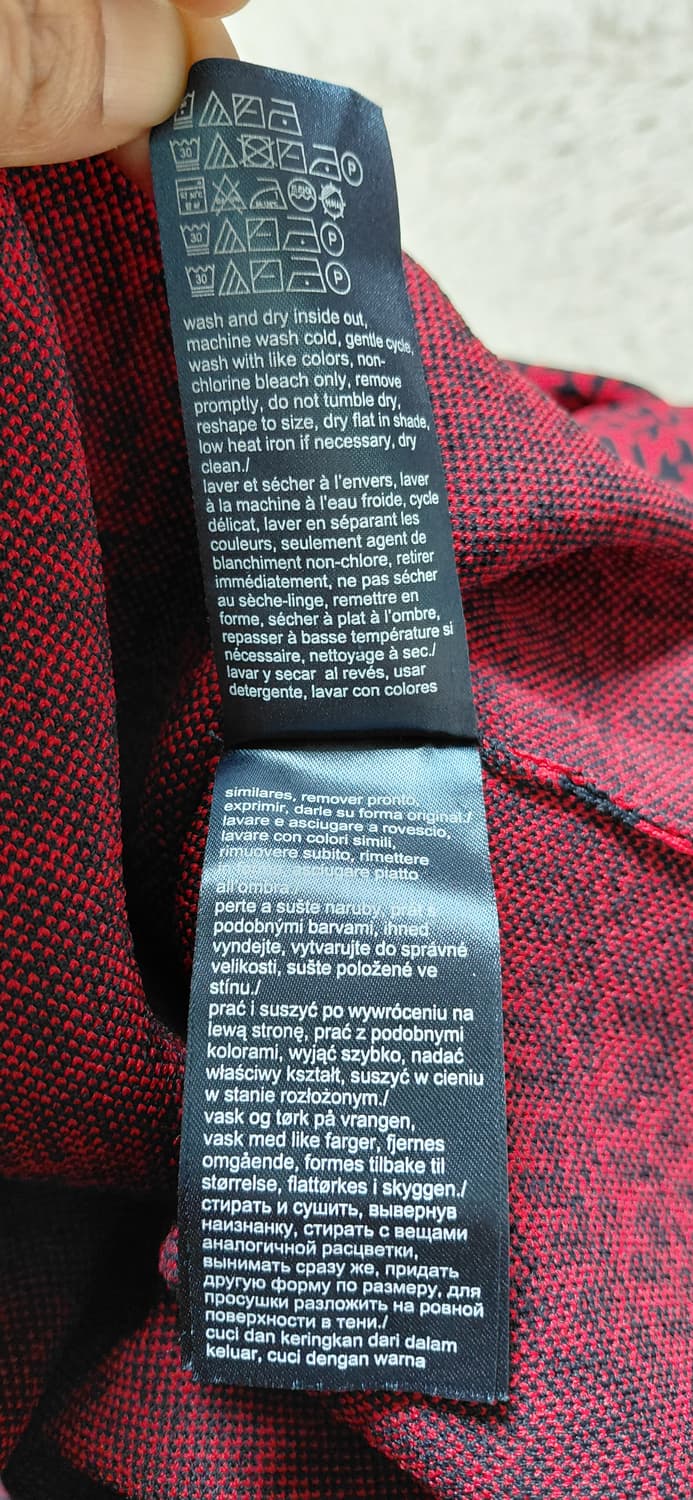 30
P
30
P
30
P
wash and dry inside out,
machine wash cold, gentle cycle,
wash with like colors, non-
chlorine bleach only, remove
promptly, do not tumble dry,
reshape to size, dry flat in shade,
low heat iron if necessary, dry
clean./
laver et sécher à l'envers, laver
à la machine à l'eau froide, cycle
délicat, laver en séparant les
couleurs, seulement agent de
blanchiment non-chlore, retirer
immédiatement, ne pas sécher
au sèche-linge, remettre en
forme, sécher à plat à l'ombre,
repasser à basse température si
nécessaire, nettoyage à sec./
lavar y secar al revés, usar
detergente, lavar con colores
similares, remover pronto,
exprimir, darle su forma original./
lavare e asciugare a rovescio,
lavare con colori simili,
rimuovere subito, rimettere
asciugare piatto
all'ombra
perte a sušte naruby,
podobnými barvami, ihned
vyndejte, vytvarujte do správné
velikosti, sušte položené ve
stínu./
prać i suszyć po wywróceniu na
lewą stronę, prać z podobnymi
kolorami, wyjąć szybko, nadać
właściwy kształt, suszyć w cieniu
w stanie rozłożonym./
vask og tørk på vrangen,
vask med like farger, fjernes
omgående, formes tilbake til
størrelse, flattørkes i skyggen./
стирать и сушить, вывернув
наизнанку, стирать с вещами
аналогичной расцветки,
вынимать сразу же, придать
другую форму по размеру, для
просушки разложить на ровной
поверхности в тени./
cuci dan keringkan dari dalam
keluar, cuci dengan warna